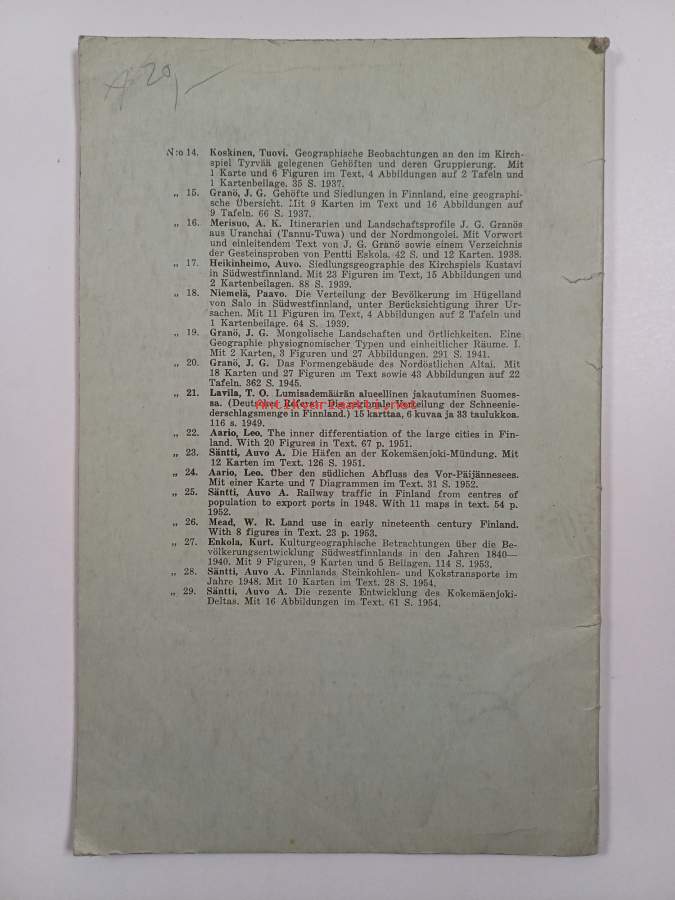 20,—
N:o 14. Koskinen, Tuovi. Geographische Beobachtungen an den im Kirch-
spiel Tyrvää gelegenen Gehöften und deren Gruppierung. Mit
1 Karte und 6 Figuren im Text, 4 Abbildungen auf 2 Tafeln und
1 Kartenbeilage. 35 S. 1937.
„ 15. Granö, J. G. Gehöfte und Siedlungen in Finnland, eine geographi-
sche Übersicht. Mit 9 Karten im Text und 16 Abbildungen auf
9 Tafeln. 66 S. 1937.
„ 16. Merisuo, A. K. Itinerarien und Landschaftsprofile J. G. Granös
aus Uranchai (Tannu-Tuwa) und der Nordmongolei. Mit Vorwort
und einleitendem Text von J. G. Granö sowie einem Verzeichnis
der Gesteinsproben von Pentti Eskola. 42 S. und 12 Karten. 1938.
„ 17. Heikinheimo, Auvo. Siedlungsgeographie des Kirchspiels Kustavi
in Südwestfinnland. Mit 23 Figuren im Text, 15 Abbildungen und
2 Kartenbeilagen. 88 S. 1939.
„ 18. Niemelä, Paavo. Die Verteilung der Bevölkerung im Hügelland
von Salo in Südwestfinnland, unter Berücksichtigung ihrer Ur-
sachen. Mit 11 Figuren im Text, 4 Abbildungen auf 2 Tafeln und
1 Kartenbeilage. 64 S. 1939.
„ 19. Granö, J. G. Mongolische Landschaften und Örtlichkeiten. Eine
Geographie physiognomischer Typen und einheitlicher Räume. I.
Mit 2 Karten, 3 Figuren und 27 Abbildungen. 291 S. 1941.
„ 20. Granö, J. G. Das Formengebäude des Nordöstlichen Altai. Mit
18 Karten und 27 Figuren im Text sowie 43 Abbildungen auf 22
Tafeln. 362 S. 1945.
„ 21. Lavila, T. O. Lumisademäärän alueellinen jakautuminen Suomes-
sa. (Deutsches Referat: Die regionale Verteilung der Schneenie-
derschlagsmenge in Finnland.) 15 karttaa, 6 kuvaa ja 33 taulukkoa.
116 s. 1949.
„ 22. Aario, Leo. The inner differentiation of the large cities in Fin-
land. With 20 Figures in Text. 67 p. 1951.
„ 23. Säntti, Auvo A. Die Häfen an der Kokemäenjoki-Mündung. Mit
12 Karten im Text. 126 S. 1951.
„ 24. Aario, Leo. Über den südlichen Abfluss des Vor-Päijännesees.
Mit einer Karte und 7 Diagrammen im Text. 31 S. 1952.
„ 25. Säntti, Auvo A. Railway traffic in Finland from centres of
population to export ports in 1948. With 11 maps in text. 54 p.
1952.
„ 26. Mead, W. R. Land use in early nineteenth century Finland.
With 8 figures in Text. 23 p. 1953.
„ 27. Enkola, Kurt. Kulturgeographische Betrachtungen über die Be-
völkerungsentwicklung Südwestfinnlands in den Jahren 1840—
1940. Mit 9 Figuren, 9 Karten und 5 Beilagen. 114 S. 1953.
„ 28. Säntti, Auvo A. Finnlands Steinkohlen- und Kokstransporte im
Jahre 1948. Mit 10 Karten im Text. 28 S. 1954.
„ 29. Säntti, Auvo A. Die rezente Entwicklung des Kokemäenjoki-
Deltas. Mit 16 Abbildungen im Text. 61 S. 1954.